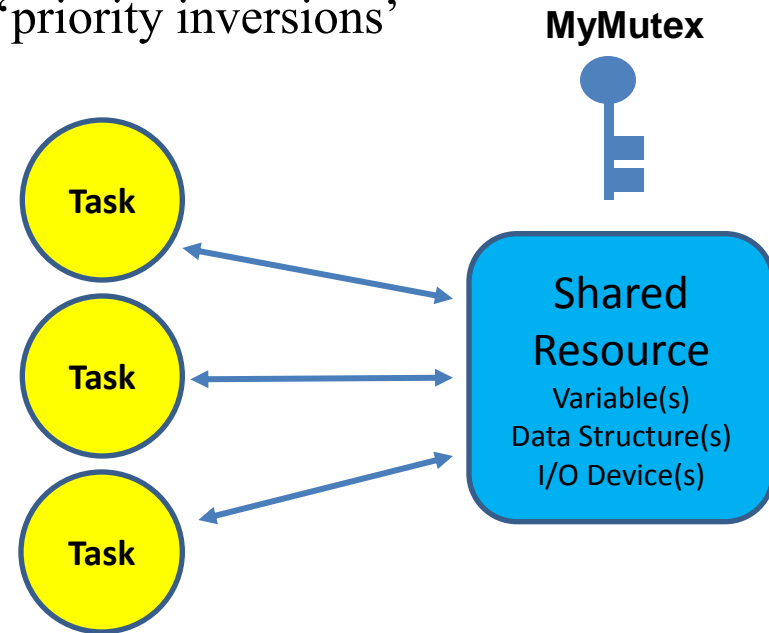 ‘priority inversions’
MyMutex
Task
Task
Task
Shared
Resource
Variable(s)
Data Structure(s)
I/O Device(s)